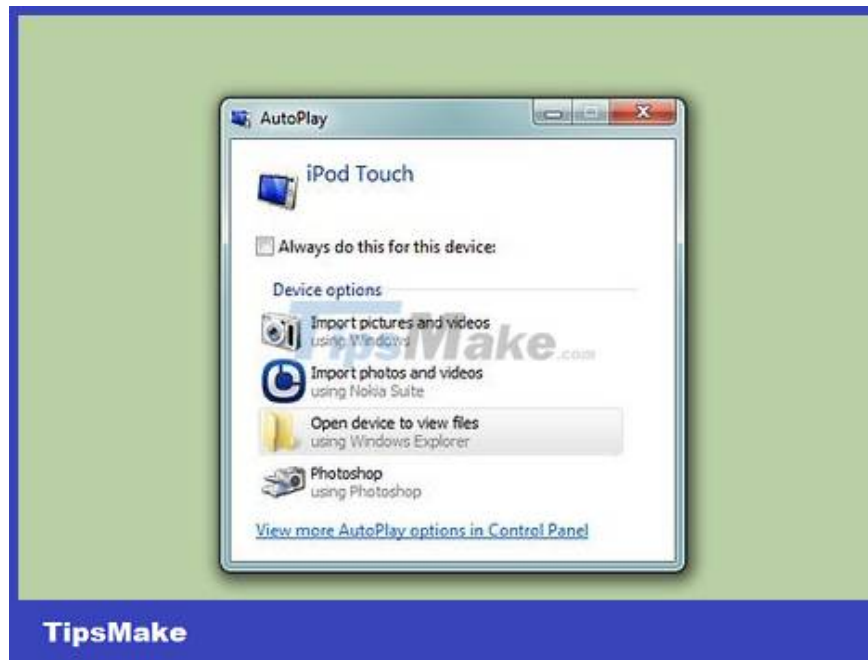 AutoPlay
iPod Touch
Always do this for this device:
Device options
Import pictures and videos
using Windows
TipsMake.com
Import photos and videos
using Nokia Suite
Open device to view files
using Windows Explorer
Photoshop
using Photoshop
View more AutoPlay options in Control Panel
TipsMake